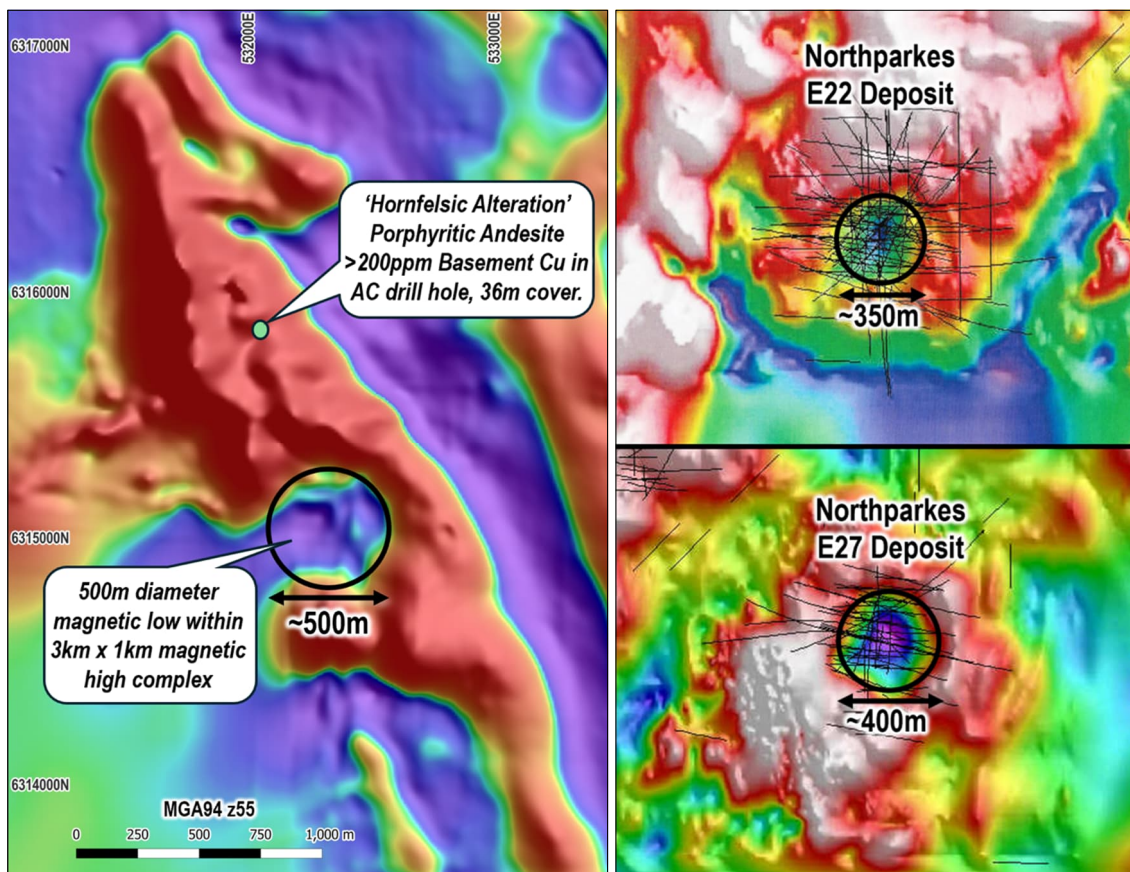 6317000N
532000E
533000E
'Hornfelsic Alteration'
Porphyritic Andesite
>200ppm Basement Cu in
AC drill hole, 36m cover.
6316000N
6315000N
500m diameter
magnetic low within
3km x 1km magnetic
high complex
~500m
6314000N
MGA94 z55
0 250 500 750 1,000 m
Northparkes
E22 Deposit
~350m
Northparkes
E27 Deposit
~400m